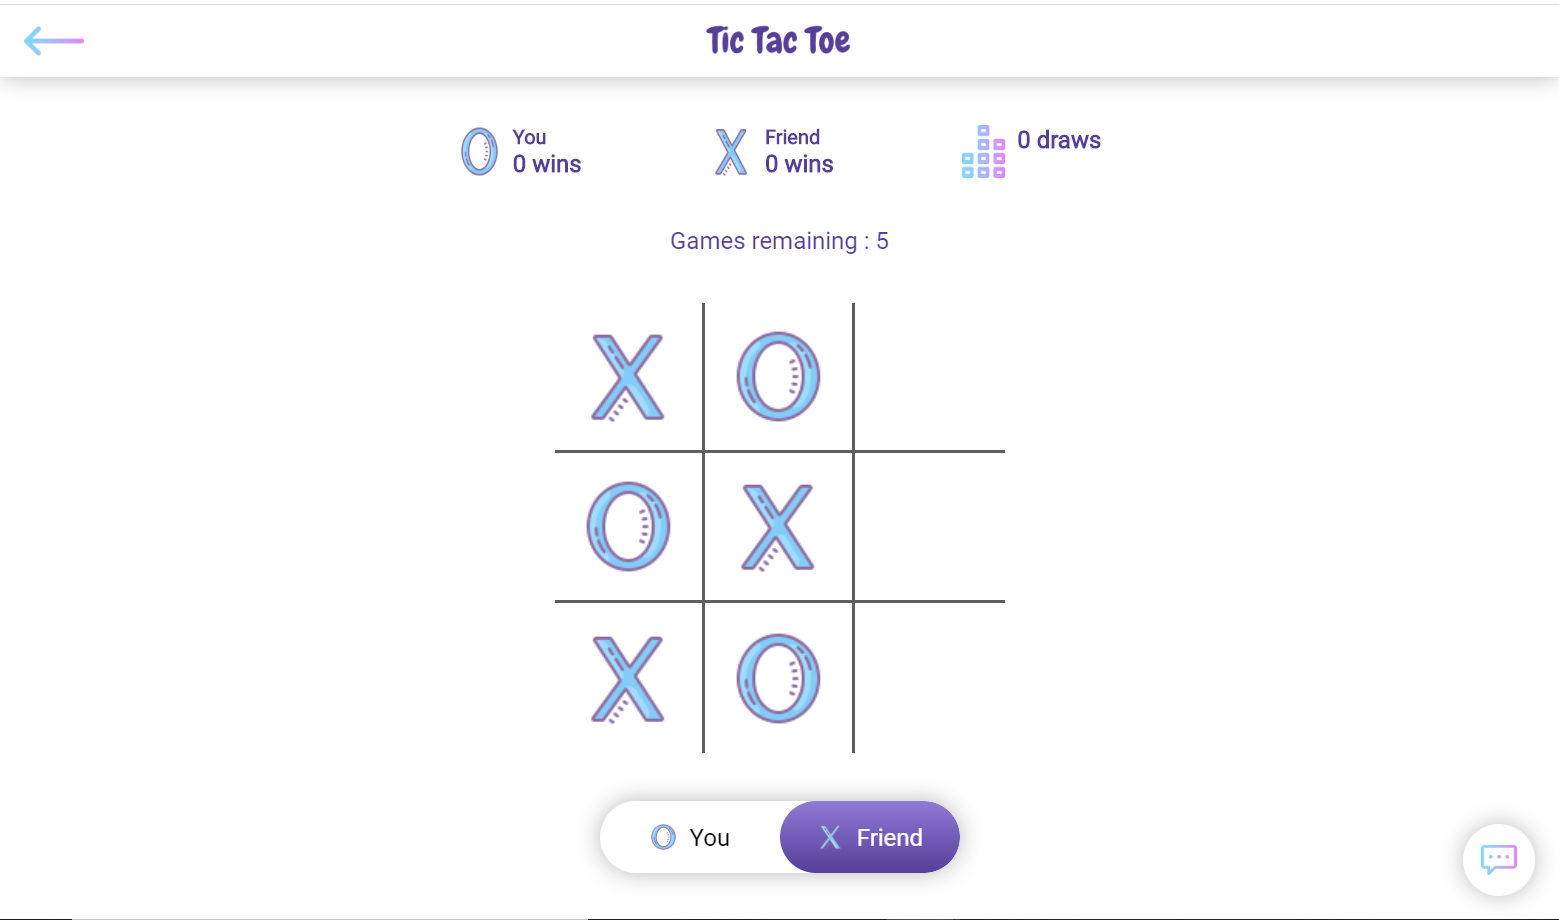 Tic Tac Toe
You
0 wins
Friend
0 wins
0 draws
Games remaining : 5
X O
O X
X O
You
Friend